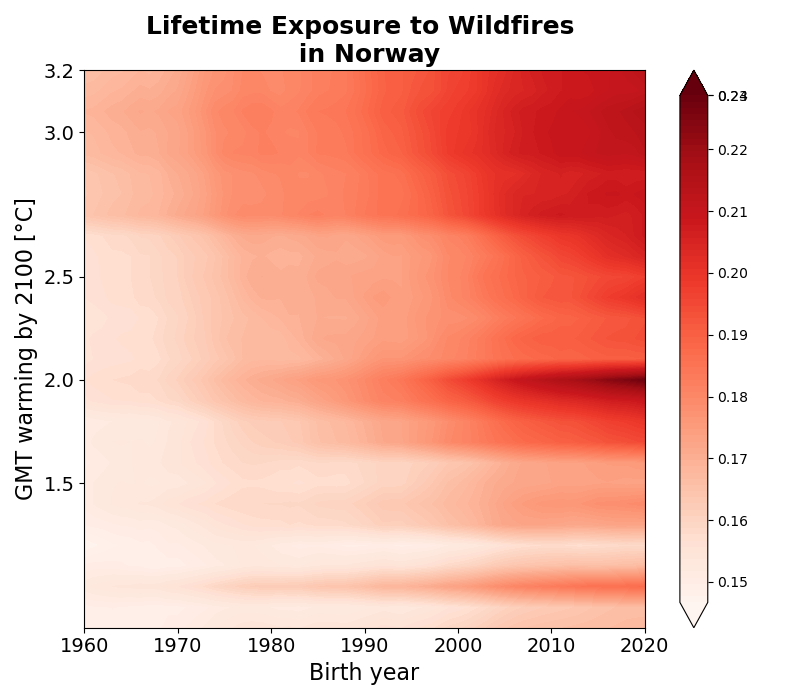 Lifetime Exposure to Wildfires
in Norway
GMT warming by 2100 [°C]
3.2
3.0
2.5
2.0
1.5
1960 1970 1980 1990 2000 2010 2020
Birth year
0.22
0.21
0.20
0.19
0.18
0.17
0.16
0.15